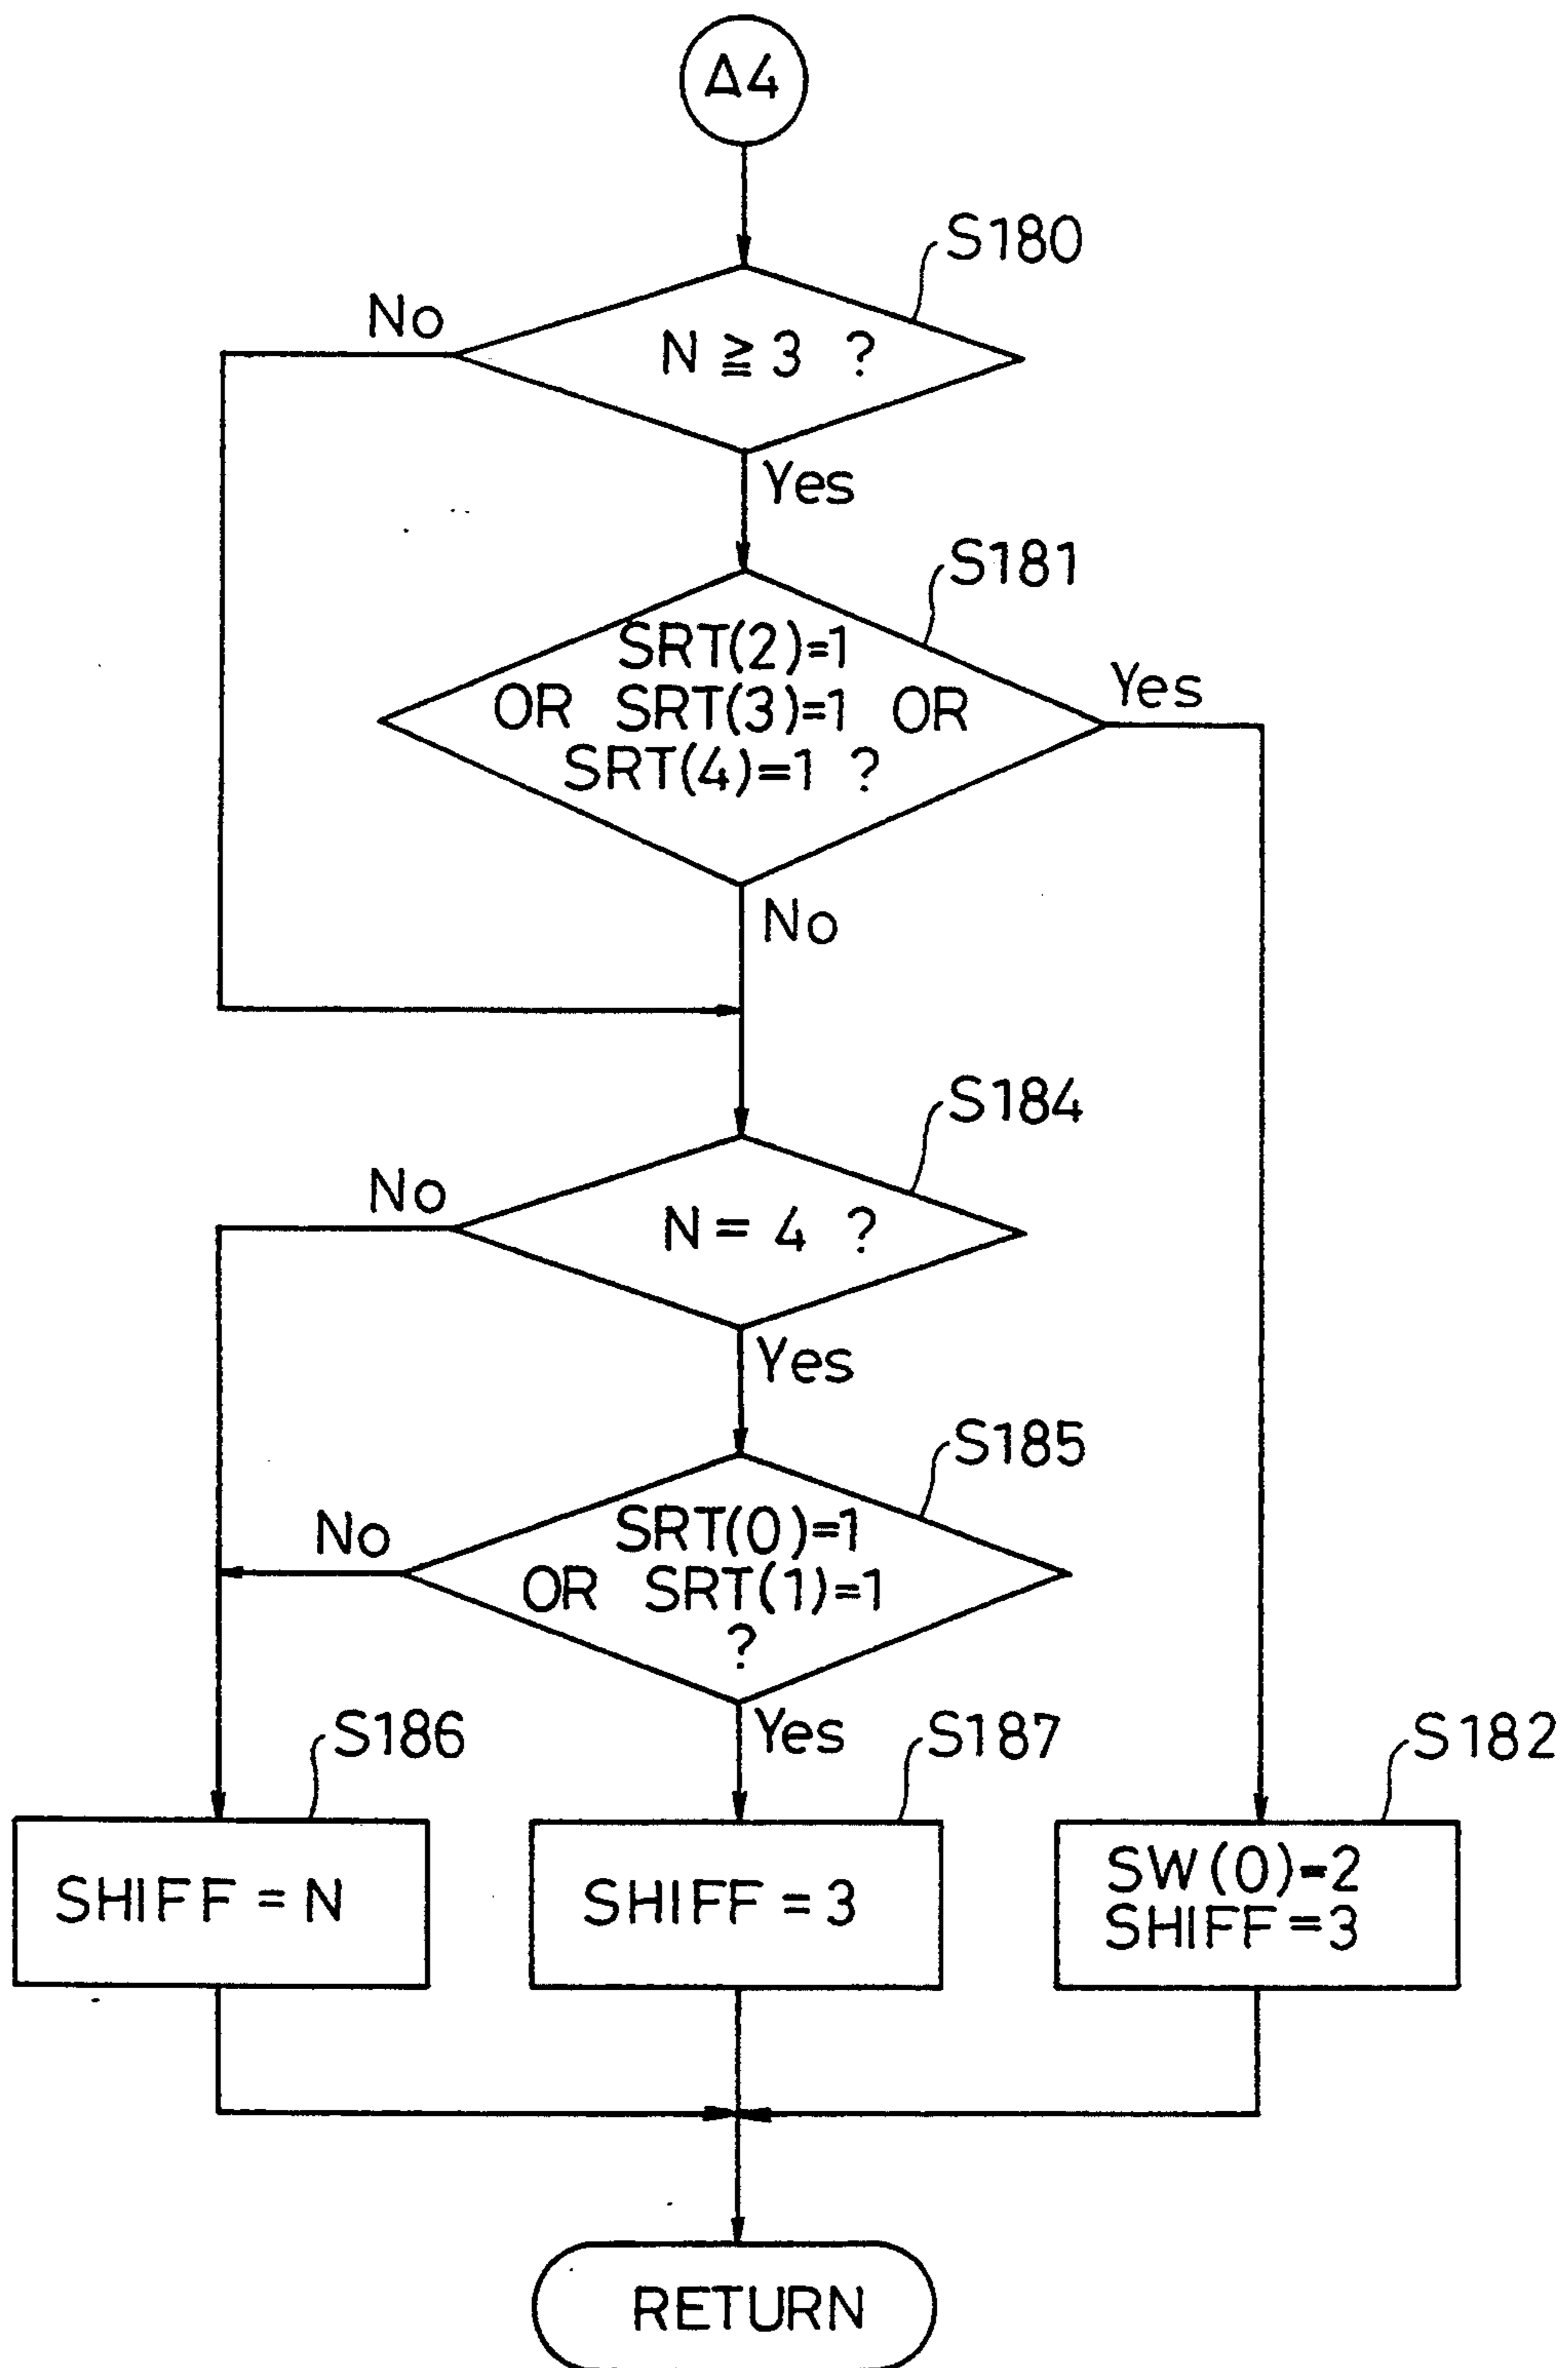 Δ4
S180
No
N ≧ 3 ?
Yes
S181
SRT(2)=1
OR SRT(3)=1 OR
SRT(4)=1 ?
Yes
No
S184
No
N = 4 ?
Yes
S185
No
SRT(0)=1
OR SRT(1)=1
?
Yes
S186
S187
S182
SHIFF = N
SHIFF = 3
SW(0)=2
SHIFF = 3
RETURN